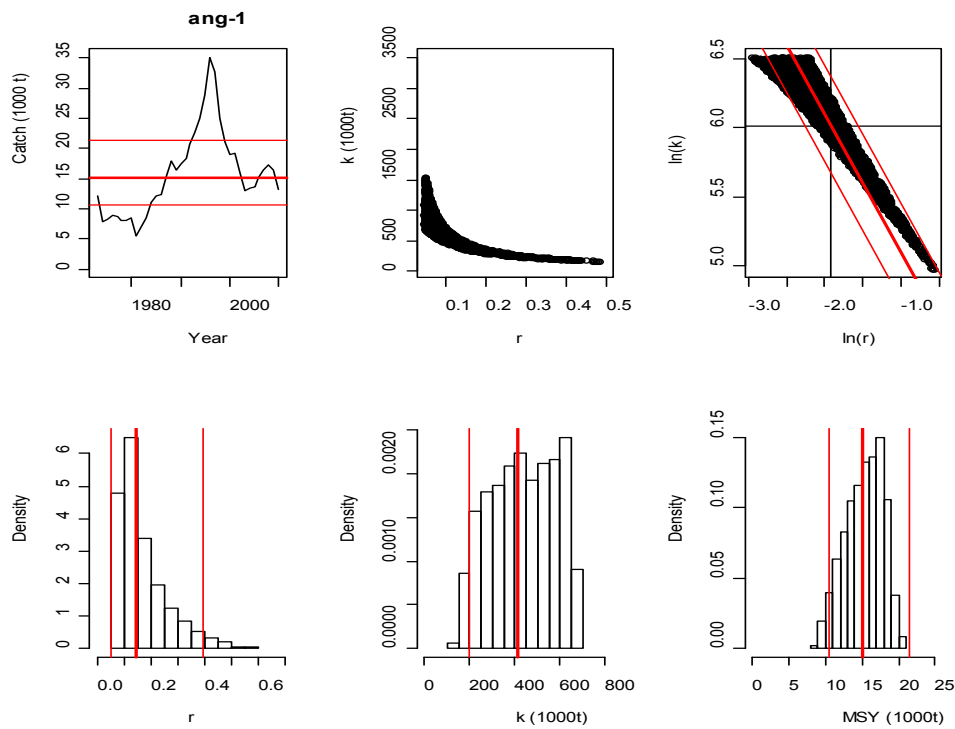 ang-1
Catch (1000 t)
0 5 10 15 20 25 30 35
1980 2000
Year
k (1000t)
0 500 1500 2500 3500
0.1 0.2 0.3 0.4 0.5
r
ln(k)
5.0 5.5 6.0 6.5
-3.0 -2.0 -1.0
ln(r)
Density
0 1 2 3 4 5 6
0.0 0.2 0.4 0.6
r
Density
0.0000 0.0010 0.0020
0 200 400 600 800
k (1000t)
Density
0.00 0.05 0.10 0.15
0 5 10 15 20 25
MSY (1000t)